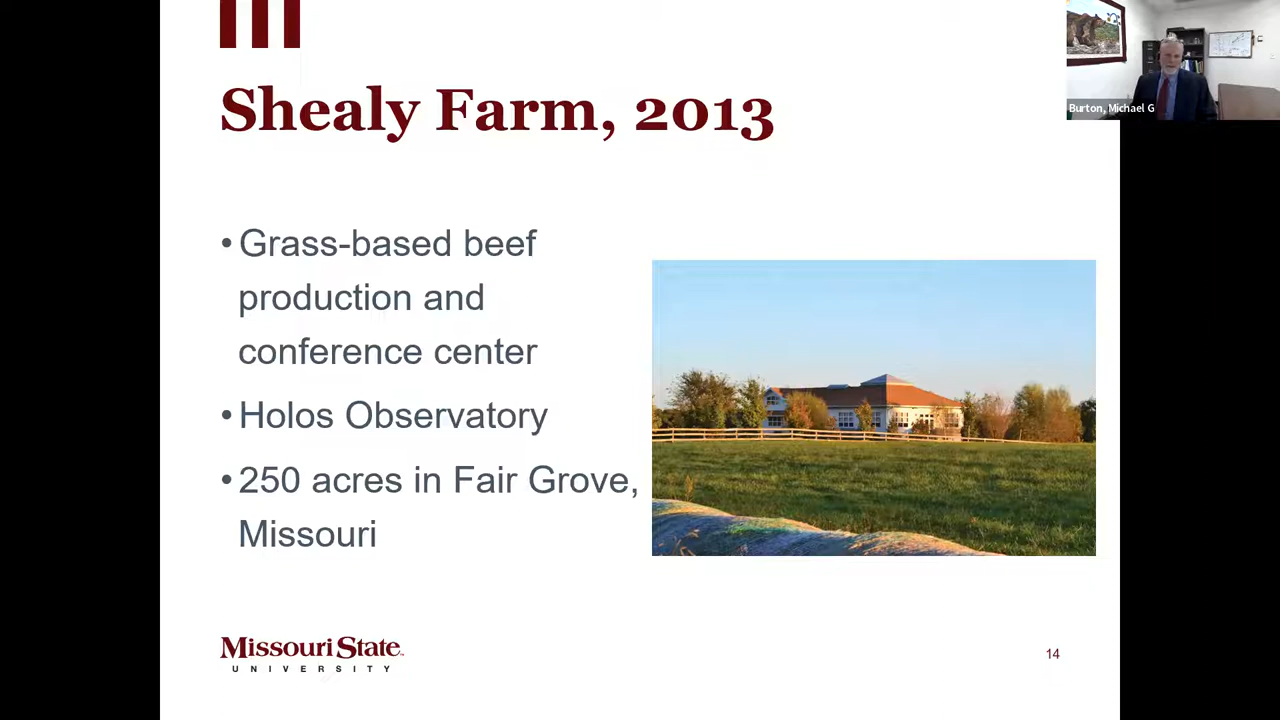 Shealy Farm, 2013
Burton, Michael G
• Grass-based beef
production and
conference center
• Holos Observatory
• 250 acres in Fair Grove,
Missouri
Missouri State
UNIVERSITY
14